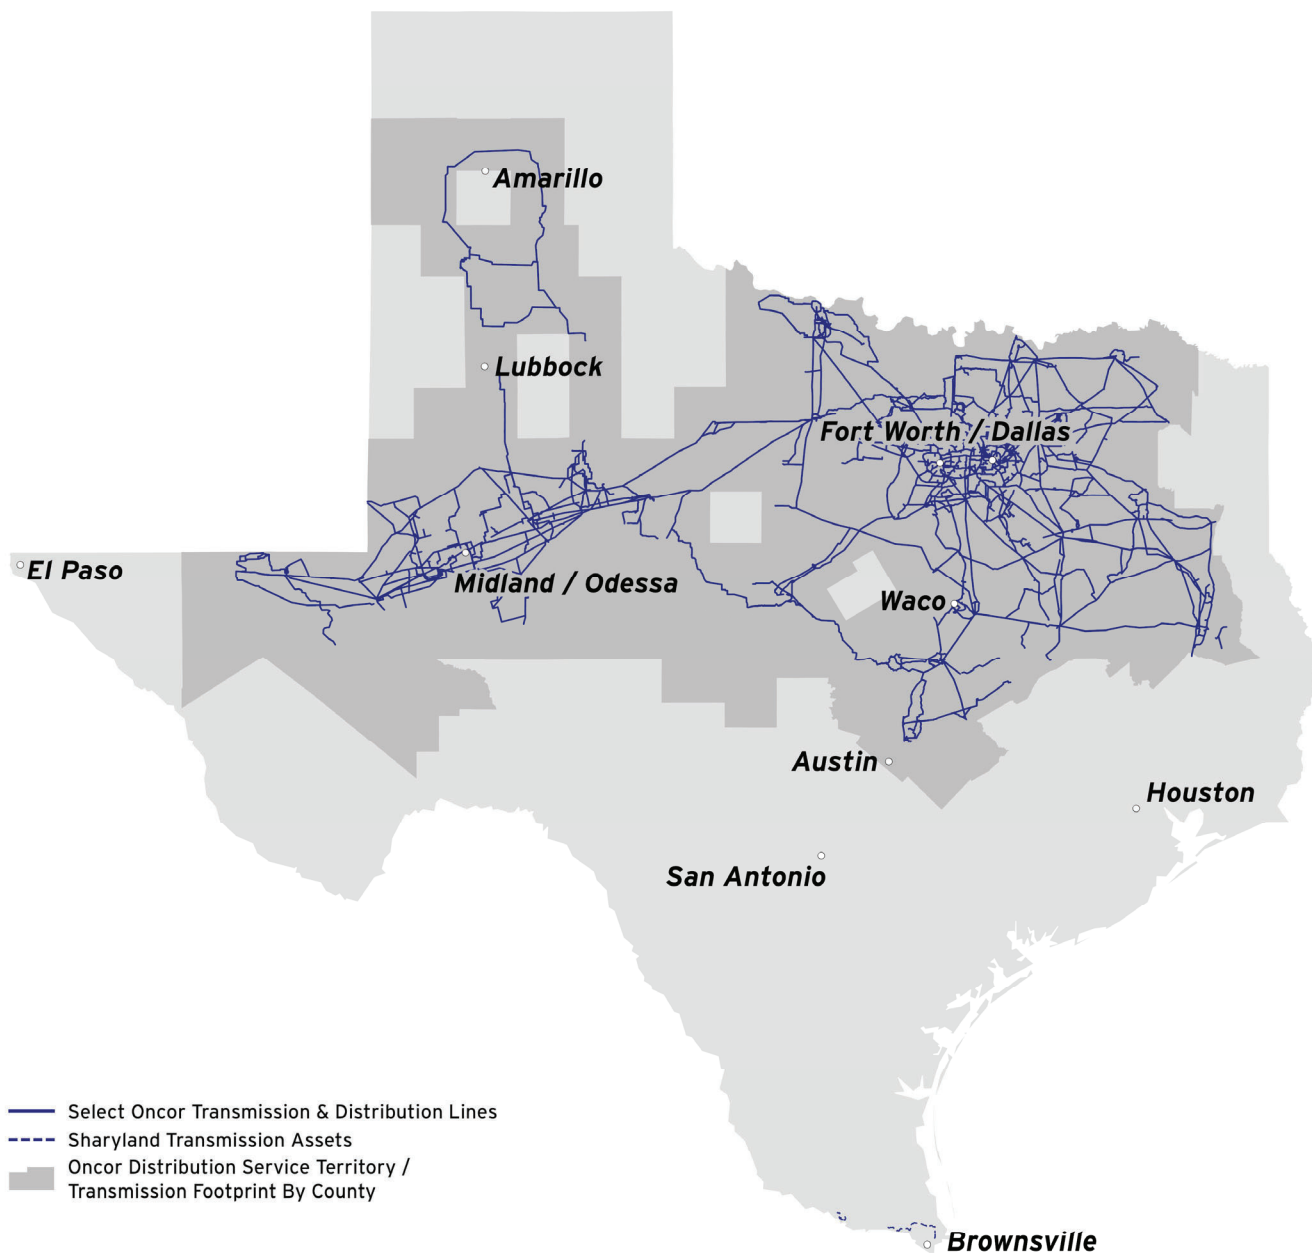 Amarillo
Lubbock
Fort Worth / Dallas
El Paso
Midland / Odessa
Waco
Austin
Houston
San Antonio
Select Oncor Transmission & Distribution Lines
Sharyland Transmission Assets
Oncor Distribution Service Territory /
Transmission Footprint By County
Brownsville